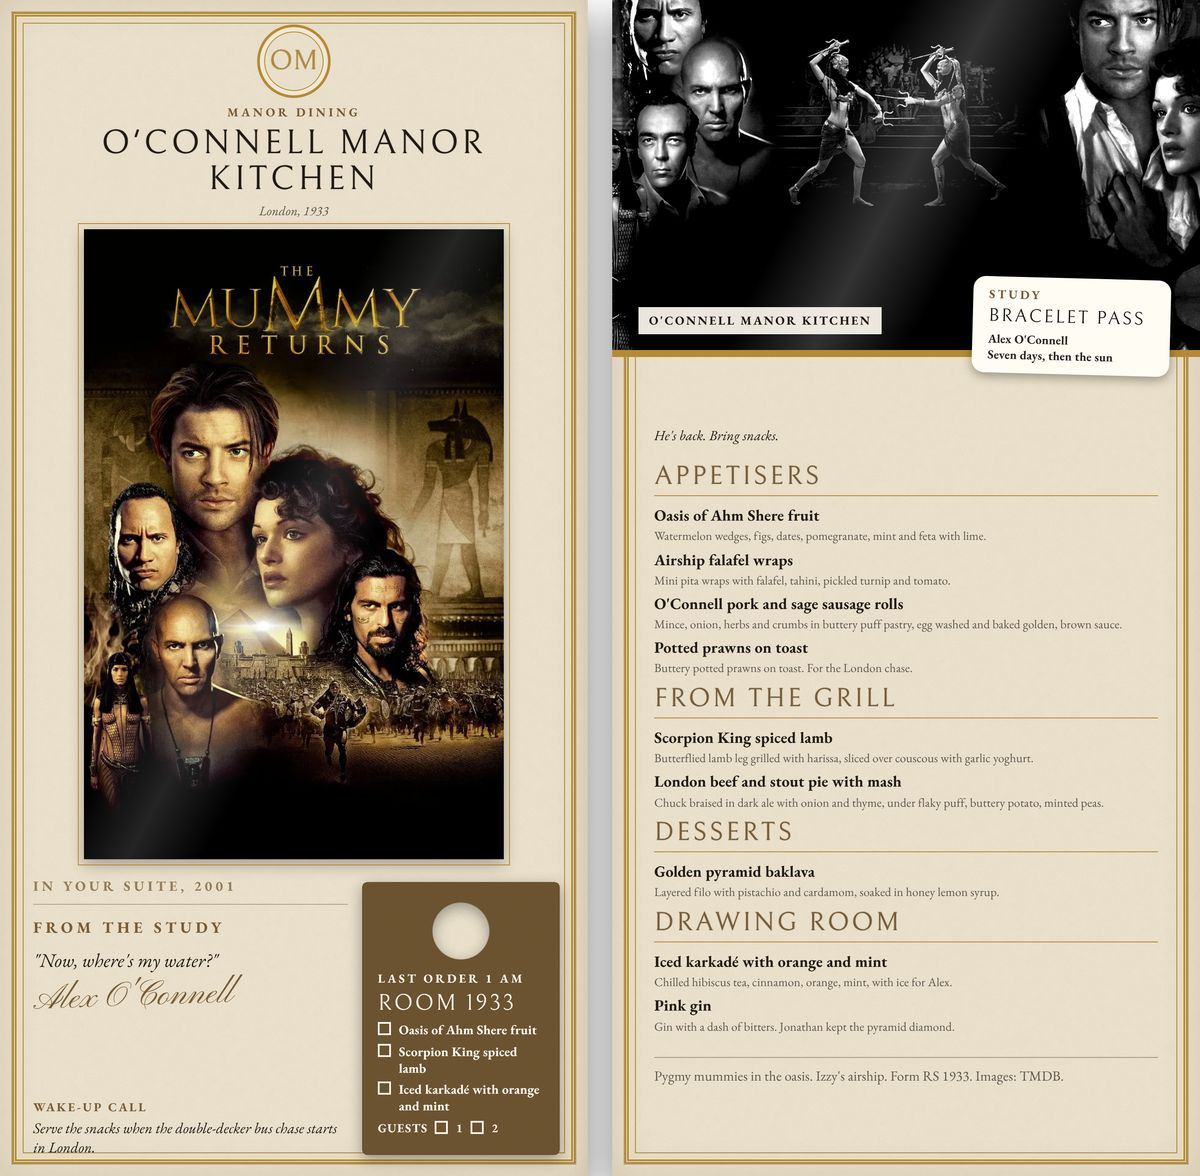 OM
MANOR DINING
O'CONNELL MANOR
KITCHEN
London, 1933
THE
MUMMY
RETURNS
IN YOUR SUITE, 2001
FROM THE STUDY
"Now, where's my water?"
Alex O'Connell
WAKE-UP CALL
Serve the snacks when the double-decker bus chase starts
in London.
LAST ORDER 1 AM
ROOM 1933
Oasis of Ahm Shere fruit
Scorpion King spiced
lamb
Iced karkadé with orange
and mint
GUESTS 1 2
O'CONNELL MANOR KITCHEN
STUDY
BRACELET PASS
Alex O'Connell
Seven days, then the sun
He's back. Bring snacks.
APPETISERS
Oasis of Ahm Shere fruit
Watermelon wedges, figs, dates, pomegranate, mint and feta with lime.
Airship falafel wraps
Mini pita wraps with falafel, tahini, pickled turnip and tomato.
O'Connell pork and sage sausage rolls
Mince, onion, herbs and crumbs in buttery puff pastry, egg washed and baked golden, brown sauce.
Potted prawns on toast
Buttery potted prawns on toast. For the London chase.
FROM THE GRILL
Scorpion King spiced lamb
Butterflied lamb leg grilled with harissa, sliced over couscous with garlic yoghurt.
London beef and stout pie with mash
Chuck braised in dark ale with onion and thyme, under flaky puff, buttery potato, minted peas.
DESSERTS
Golden pyramid baklava
Layered filo with pistachio and cardamom, soaked in honey lemon syrup.
DRAWING ROOM
Iced karkadé with orange and mint
Chilled hibiscus tea, cinnamon, orange, mint, with ice for Alex.
Pink gin
Gin with a dash of bitters. Jonathan kept the pyramid diamond.
Pygmy mummies in the oasis. Izzy's airship. Form RS 1933. Images: TMDB.